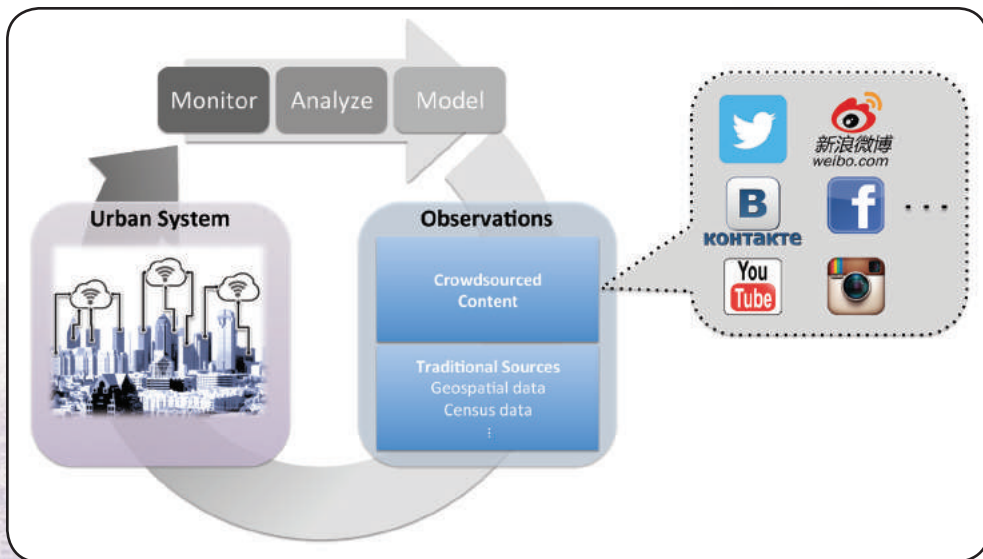 Monitor
Analyze
Model
Urban System
Observations
Crowdsourced
Content
Traditional Sources
Geospatial data
Census data
⋮
新浪微博
weibo.com
B
контакте
f
...
You
Tube